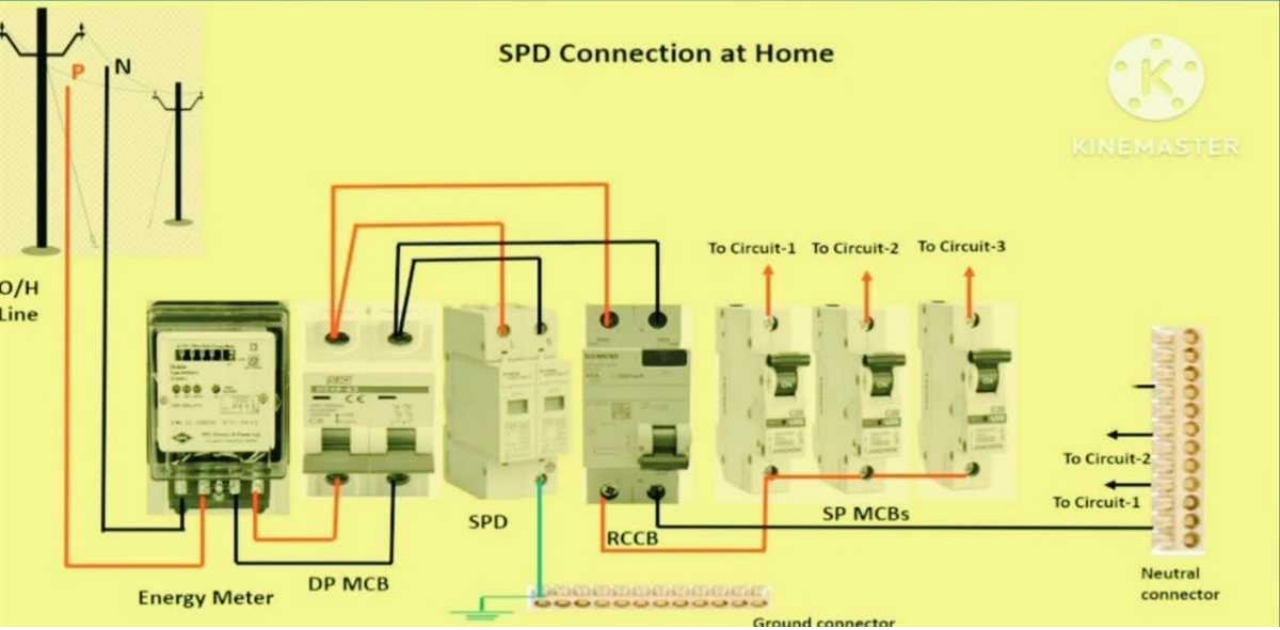 SPD Connection at Home
P
N
K
KINEMASTER
O/H
Line
To Circuit-1
To Circuit-2
To Circuit-3
SPD
RCCB
SP MCBs
DP MCB
Energy Meter
To Circuit-2
To Circuit-1
Neutral
connector
Ground connector